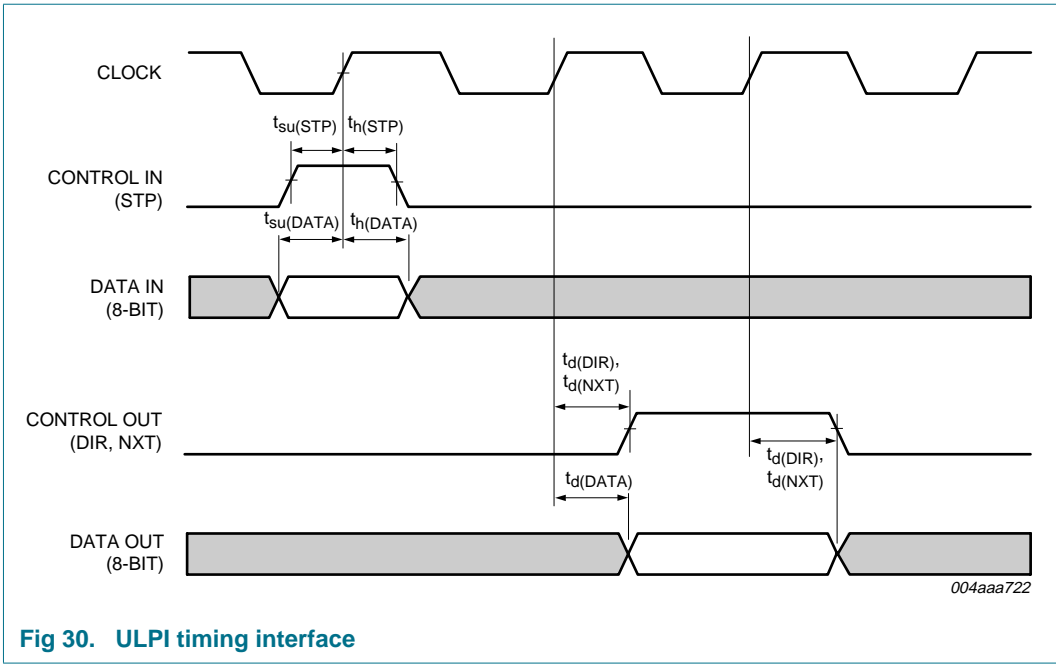 CLOCK
tsu(STP) th(STP)
CONTROL IN
(STP)
tsu(DATA) th(DATA)
DATA IN
(8-BIT)
td(DIR),
td(NXT)
CONTROL OUT
(DIR, NXT)
td(DIR),
td(NXT)
td(DATA)
DATA OUT
(8-BIT)
004aaa722
Fig 30. ULPI timing interface